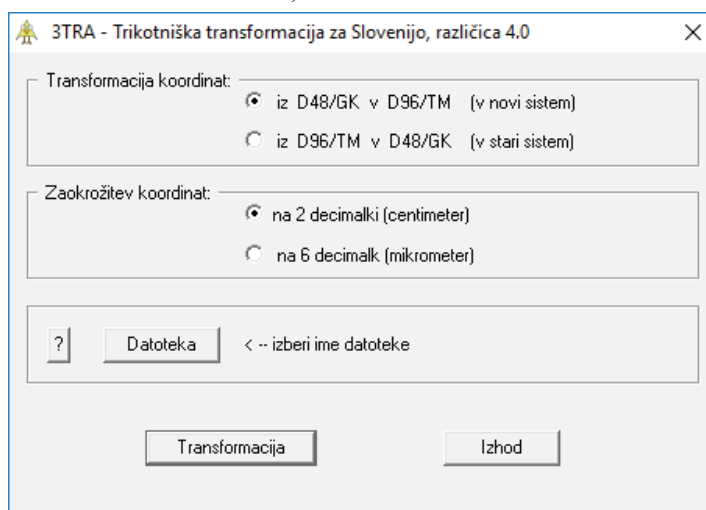 3TRA - Trikotniška transformacija za Slovenijo, različica 4.0
Transformacija koordinat:
iz D48/GK v D96/TM (v novi sistem)
iz D96/TM v D48/GK (v stari sistem)
Zaokrožitev koordinat:
na 2 decimalki (centimeter)
na 6 decimalk (mikrometer)
? Datoteka < -- izberi ime datoteke
Transformacija Izhod